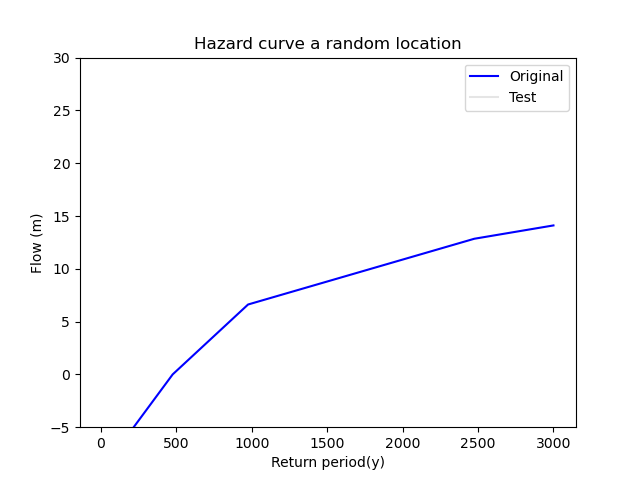 Hazard curve a random location
Original
Test
30
25
20
15
10
5
0
−5
Flow (m)
0 500 1000 1500 2000 2500 3000
Return period(y)